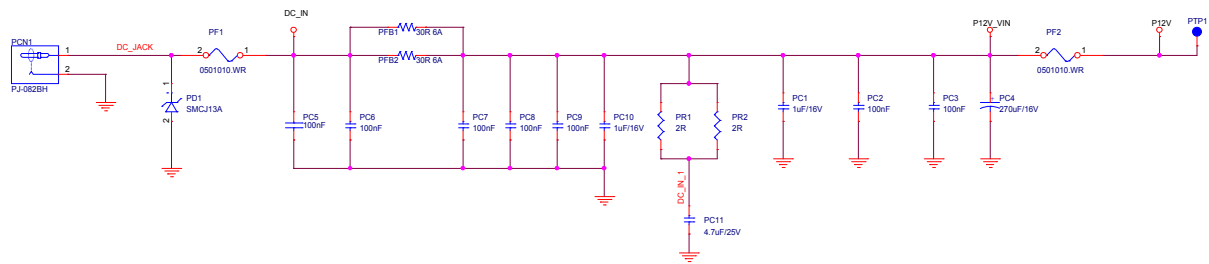 PCN1
1
2
PJ-082BH
DC_JACK
1
PD1
SMCJ13A
2
PF1
2
1
0501010.WR
DC_IN
PFB1
30R 6A
PFB2
30R 6A
PC5
100nF
PC6
100nF
PC7
100nF
PC8
100nF
PC9
100nF
PC10
1uF/16V
PR1
2R
PR2
2R
DC_IN_1
PC11
4.7uF/25V
PC1
1uF/16V
PC2
100nF
PC3
100nF
P12V_VIN
PC4
270uF/16V
PF2
2
1
0501010.WR
P12V
PTP1